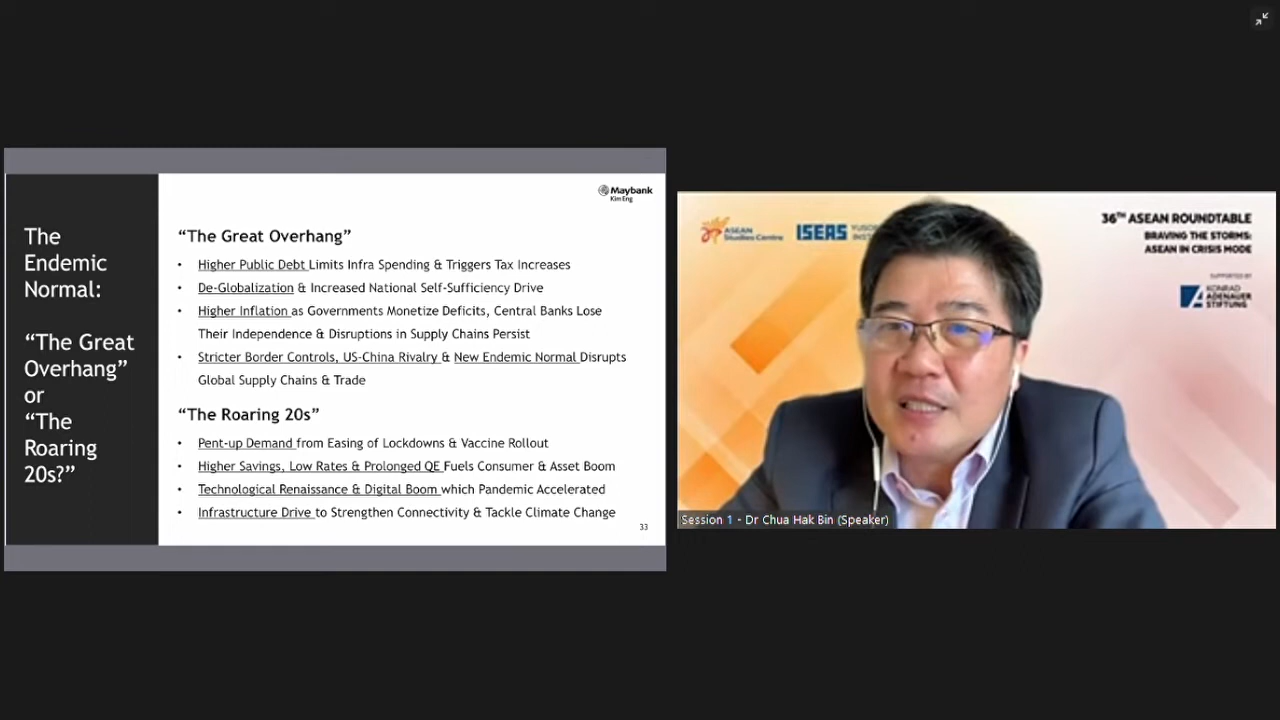 The
Endemic
Normal:
“The Great
Overhang”
or
“The
Roaring
20s?”
Maybank
Kim Eng
“The Great Overhang”
• Higher Public Debt Limits Infra Spending & Triggers Tax Increases
• De-Globalization & Increased National Self-Sufficiency Drive
• Higher Inflation as Governments Monetize Deficits, Central Banks Lose
Their Independence & Disruptions in Supply Chains Persist
• Stricter Border Controls, US-China Rivalry & New Endemic Normal Disrupts
Global Supply Chains & Trade
“The Roaring 20s”
• Pent-up Demand from Easing of Lockdowns & Vaccine Rollout
• Higher Savings, Low Rates & Prolonged QE Fuels Consumer & Asset Boom
• Technological Renaissance & Digital Boom which Pandemic Accelerated
• Infrastructure Drive to Strengthen Connectivity & Tackle Climate Change
33
ASEAN
Studies Centre
ISEAS
36TH ASEAN ROUNDTABLE
BRAVING THE STORMS:
ASEAN IN CRISIS MODE
SUPPORTED BY
KONRAD
ADENAUER
STIFTUNG
Session 1 - Dr Chua Hak Bin (Speaker)